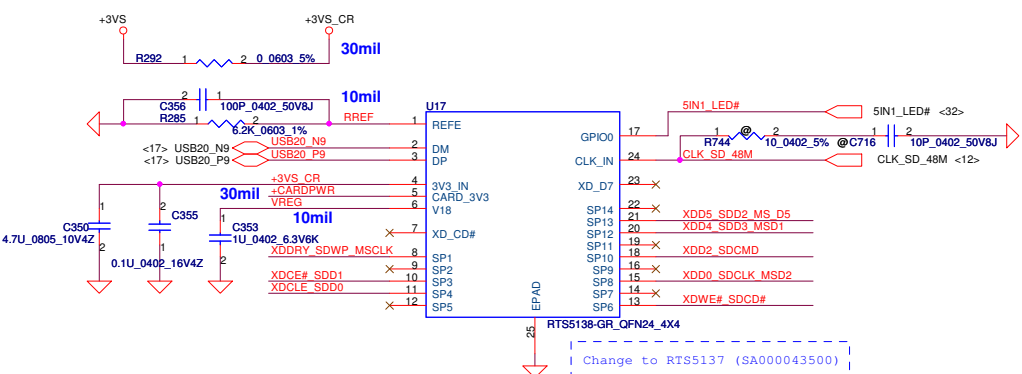 +3VS +3VS_CR
30mil
R292 1 2 0_0603_5%
2 1
C356 100P_0402_50V8J 10mil
R285 1 2 RREF
6.2K_0603_1%
U17
1 REFE
<17> USB20_N9 USB20_N9 2 DM
<17> USB20_P9 USB20_P9 3 DP
+3VS_CR 4 3V3_IN
30mil +CARDPWR 5 CARD_3V3
VREG 6 V18
10mil
7 XD_CD#
XDDRY_SDWP_MSCLK 8 SP1
9 SP2
XDCE#_SDD1 10 SP3
XDCLE_SDD0 11 SP4
12 SP5
1 2
C350
4.7U_0805_10V4Z
2 1
C355
0.1U_0402_16V4Z
1 2
C353
1U_0402_6.3V6K
GPIO0 17 5IN1_LED# 5IN1_LED# <32>
CLK_IN 24 CLK_SD_48M CLK_SD_48M <12>
1 @ 2 1 2
R744 10_0402_5% @C716 10P_0402_50V8J
XD_D7 23
SP14 22
SP13 21 XDD5_SDD2_MS_D5
SP12 20 XDD4_SDD3_MSD1
SP11 19
SP10 18 XDD2_SDCMD
SP9 16
SP8 15 XDD0_SDCLK_MSD2
SP7 14
SP6 13 XDWE#_SDCD#
EPAD
25
RTS5138-GR_QFN24_4X4
Change to RTS5137 (SA000043500)